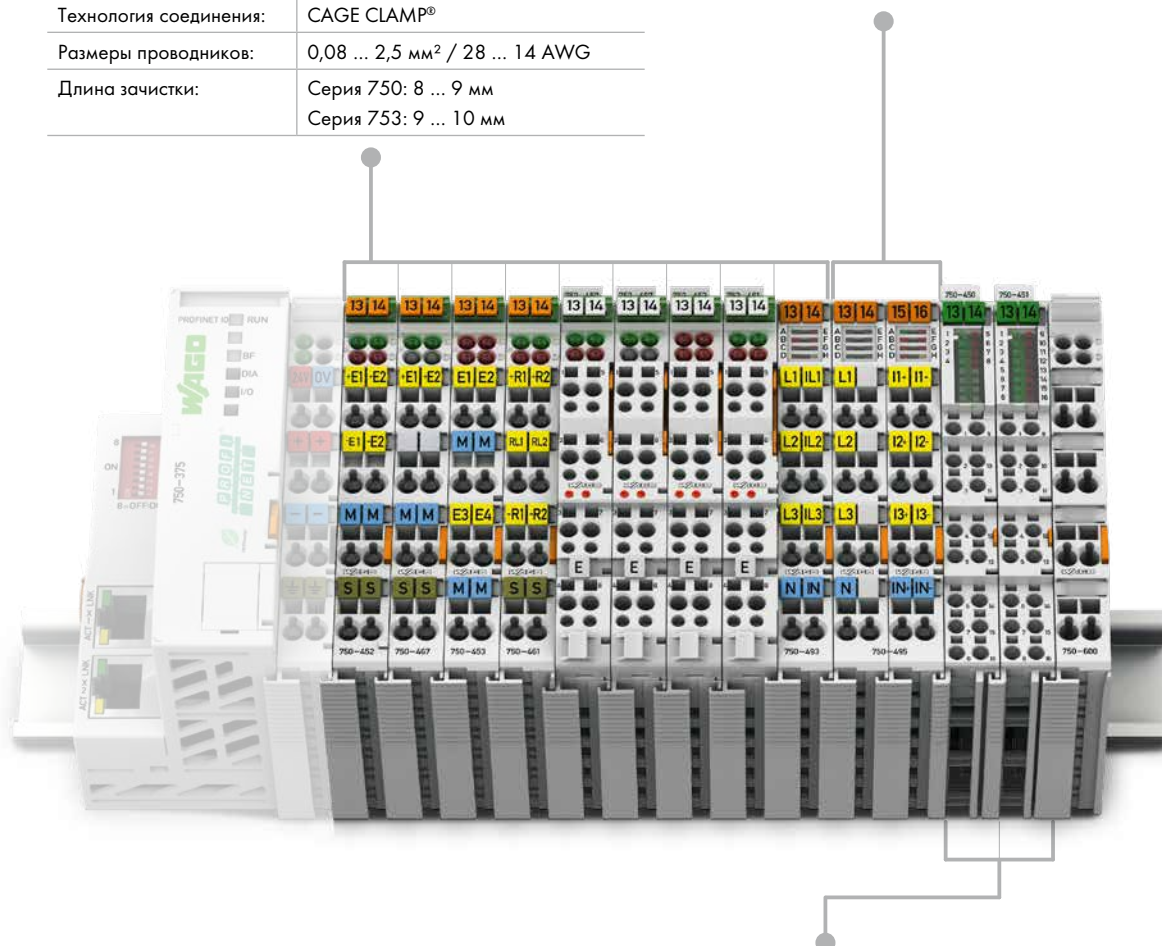 Технология соединения: CAGE CLAMP®
Размеры проводников: 0,08 ... 2,5 мм² / 28 ... 14 AWG
Длина зачистки: Серия 750: 8 ... 9 мм
Серия 753: 9 ... 10 мм
750-450 750-451
13 14 13 14 13 14 13 14 13 14 13 14 13 14 13 14 13 14 13 14 15 16 13 14 13 14
PROFINET IO RUN
BF
DIA
I/O
WAGO
PROFI
NET
750-375
ON
24V 0V +E1 -E2 +E1 -E2 E1 E2 +R1 -R2 L1 IL1 L1 I1+ I1-
+ + -E1 -E2 M M RL1 RL2 L2 IL2 L2 I2+ I2-
– – M M M M E3 E4 -R1 -R2 L3 IL3 L3 I3+ I3-
E E E E
S S S S M M S S N IN N IN+ IN-
750-452 750-467 750-453 750-461 750-493 750-495 750-600
ACT LNK
ACT LNK